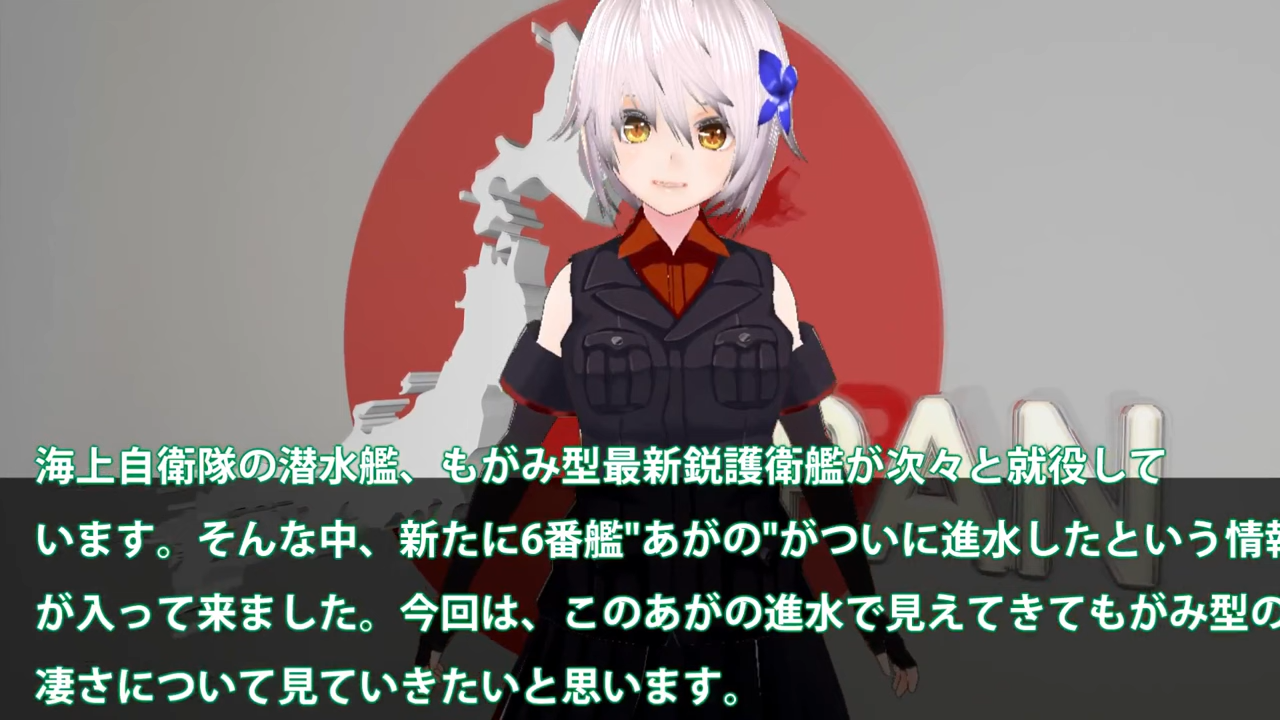 JAPAN
海上自衛隊の潜水艦、もがみ型最新鋭護衛艦が次々と就役して
います。そんな中、新たに6番艦"あがの"がついに進水したという情報
が入って来ました。今回は、このあがの進水で見えてきてもがみ型の
凄さについて見ていきたいと思います。